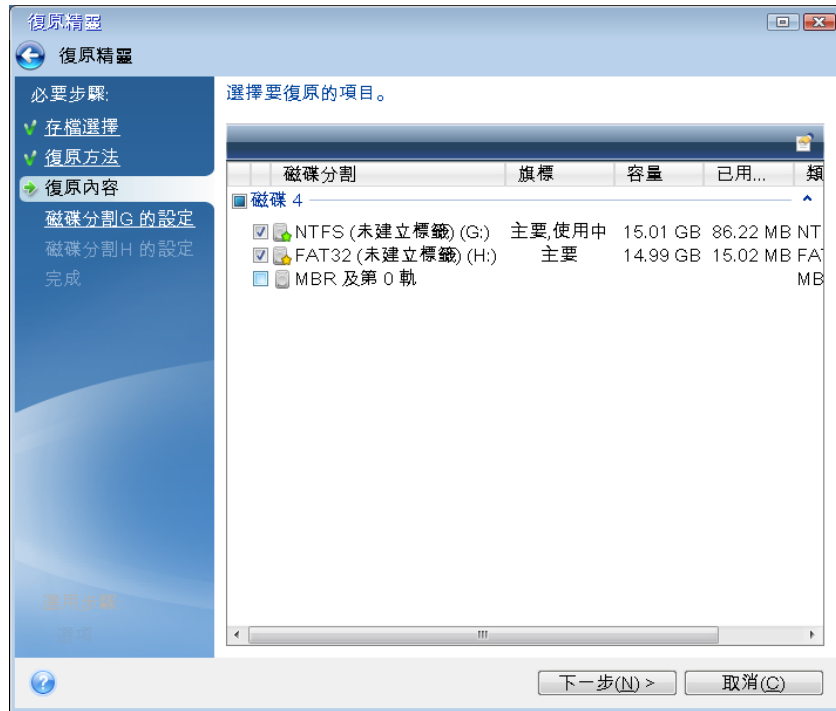 復原精靈
復原精靈
必要步驟:
選擇要復原的項目。
存檔選擇
復原方法
復原內容
磁碟分割G 的設定
磁碟分割H 的設定
完成
磁碟分割 旗標 容量 已用... 類
磁碟 4
NTFS (未建立標籤) (G:) 主要,使用中 15.01 GB 86.22 MB NT
FAT32 (未建立標籤) (H:) 主要 14.99 GB 15.02 MB FA
MBR 及第 0 軌 MB
選項
下一步(N) >
取消(C)